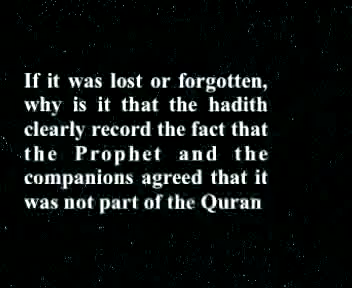 If it was lost or forgotten,
why is it that the hadith
clearly record the fact that
the Prophet and the
companions agreed that it
was not part of the Quran